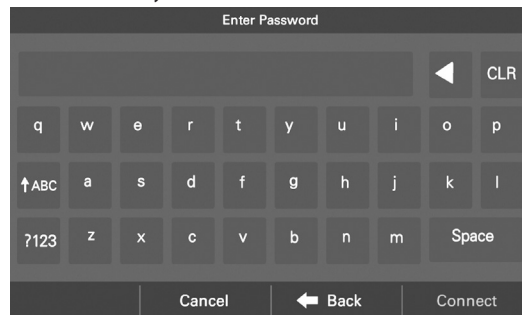 Enter Password
CLR
q w e r t y u i o p
ABC a s d f g h j k l
?123 z x c v b n m Space
Cancel Back Connect